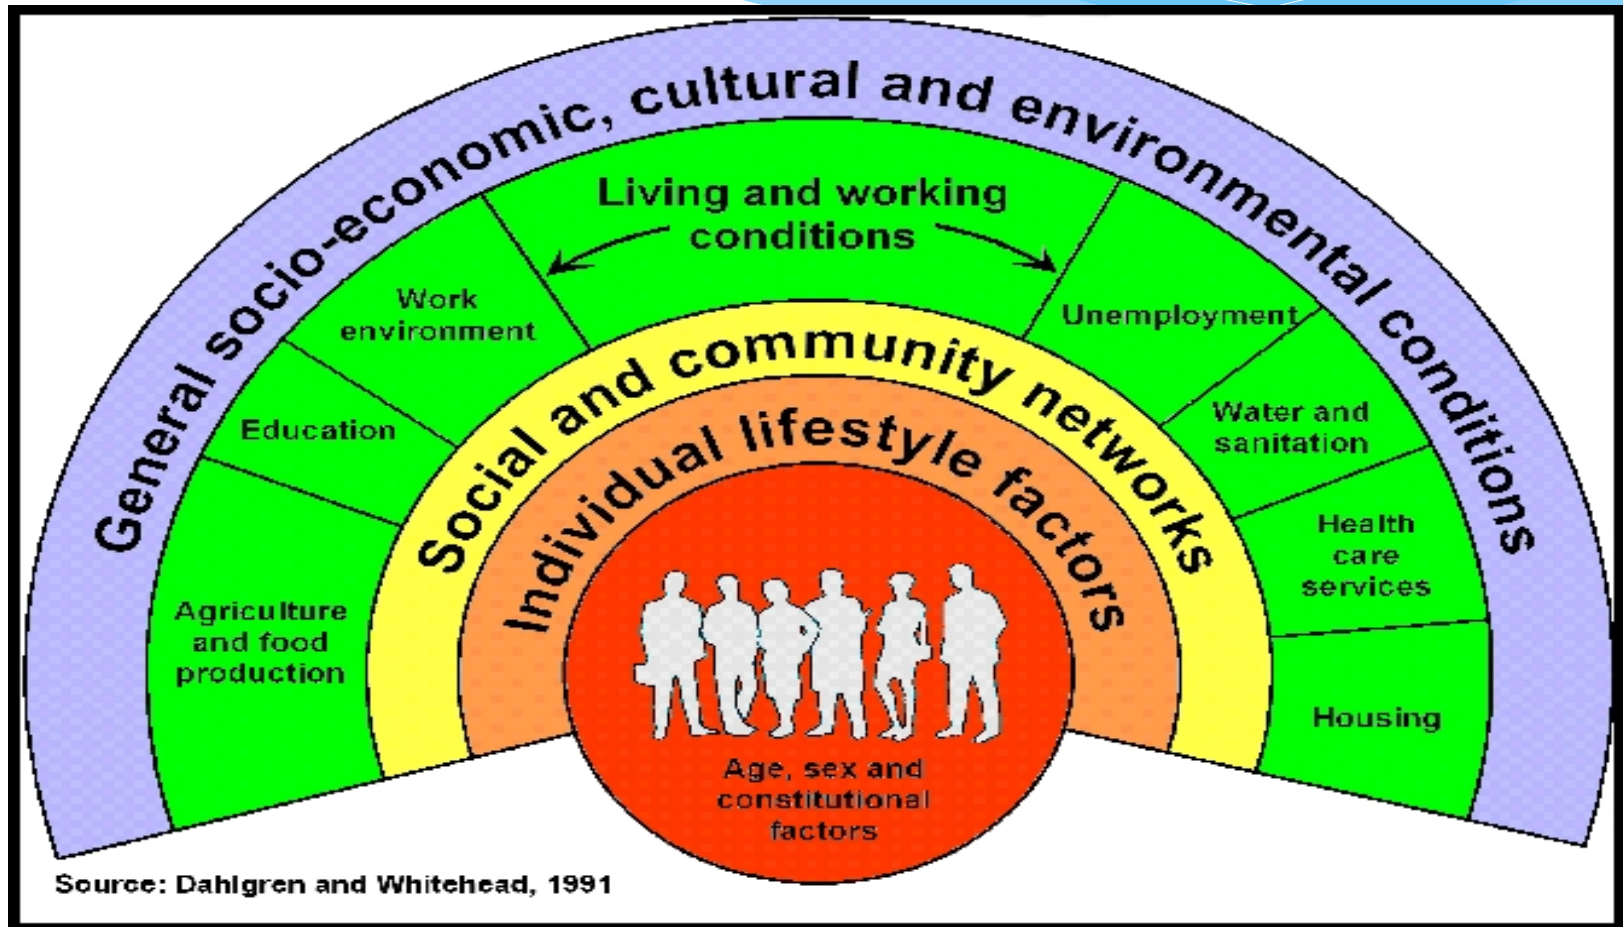 General socio-economic, cultural and environmental conditions
Living and working
conditions
Work
environment
Unemployment
Education
Water and
sanitation
Agriculture
and food
production
Health
care
services
Housing
Social and community networks
Individual lifestyle factors
Age, sex and
constitutional
factors
Source: Dahlgren and Whitehead, 1991